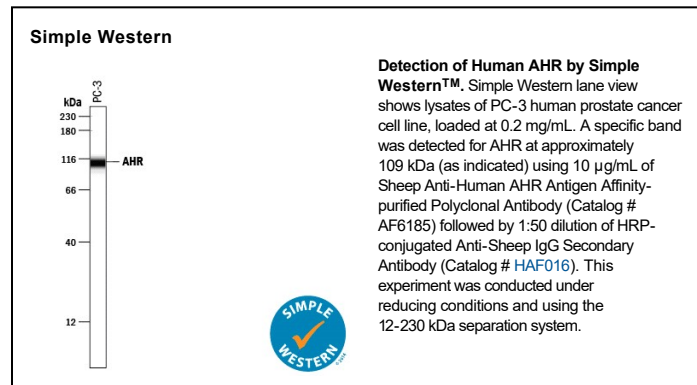 Simple Western
kDa
PC-3
230
180
116
AHR
66
40
12
Detection of Human AHR by Simple
Western™. Simple Western lane view
shows lysates of PC-3 human prostate cancer
cell line, loaded at 0.2 mg/mL. A specific band
was detected for AHR at approximately
109 kDa (as indicated) using 10 µg/mL of
Sheep Anti-Human AHR Antigen Affinity-
purified Polyclonal Antibody (Catalog #
AF6185) followed by 1:50 dilution of HRP-
conjugated Anti-Sheep IgG Secondary
Antibody (Catalog # HAF016). This
experiment was conducted under
reducing conditions and using the
12-230 kDa separation system.
SIMPLE
WESTERN